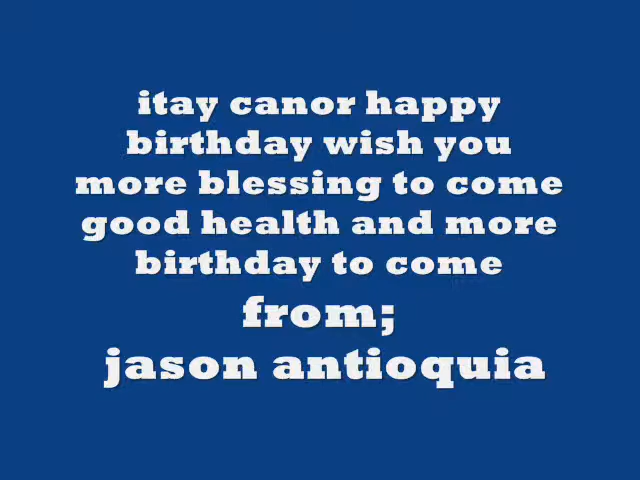 itay canor happy
birthday wish you
more blessing to come
good health and more
birthday to come
from;
jason antioquia